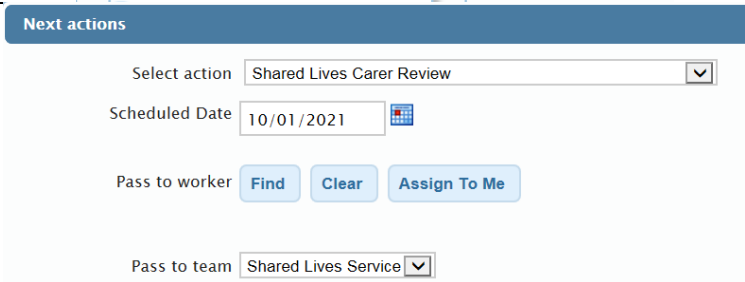 Next actions
Select action Shared Lives Carer Review
Scheduled Date 10/01/2021
Pass to worker Find Clear Assign To Me
Pass to team Shared Lives Service